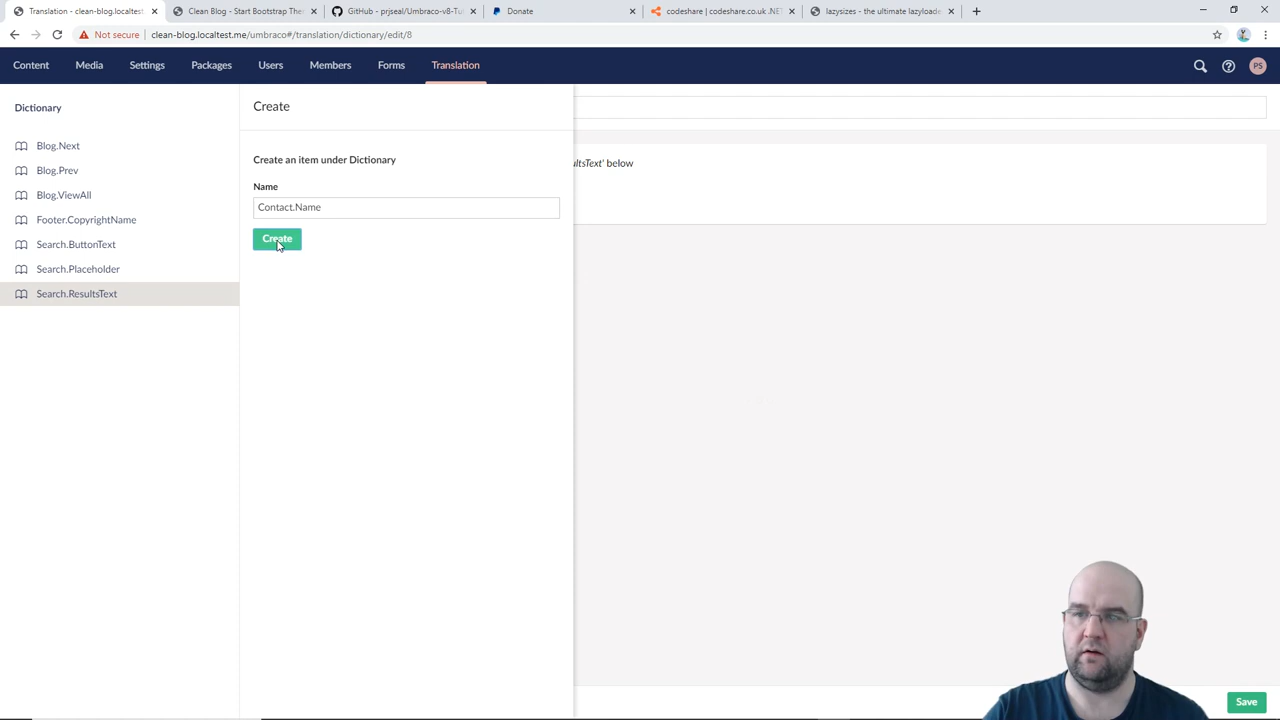 Translation - clean-blog.localtest
Clean Blog - Start Bootstrap The
GitHub - prjseal/Umbraco-v8-Tu
Donate
codeshare | codeshare.co.uk .NET
lazysizes - the ultimate lazyloade
Not secure
clean-blog.localtest.me/umbraco#/translation/dictionary/edit/8
Content
Media
Settings
Packages
Users
Members
Forms
Translation
PS
Dictionary
Blog.Next
Blog.Prev
Blog.ViewAll
Footer.CopyrightName
Search.ButtonText
Search.Placeholder
Search.ResultsText
Create
Create an item under Dictionary
Name
Contact.Name
Create
ultsText' below
Save